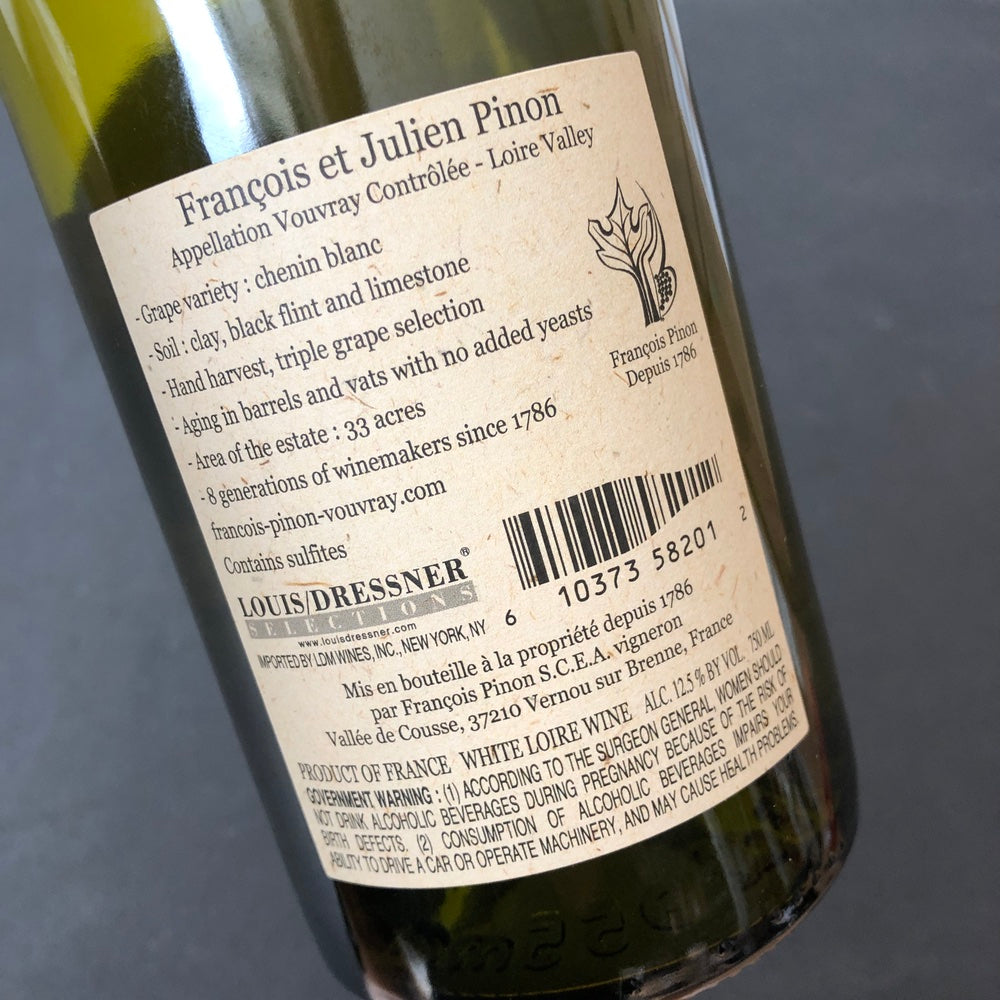 François et Julien Pinon
Appellation Vouvray Contrôlée - Loire Valley
- Grape variety : chenin blanc
- Soil : clay, black flint and limestone
- Hand harvest, triple grape selection
- Aging in barrels and vats with no added yeasts
- Area of the estate : 33 acres
- 8 generations of winemakers since 1786
francois-pinon-vouvray.com
Contains sulfites
François Pinon
Depuis 1786
LOUIS/DRESSNER®
SELECTIONS
www.louisdressner.com
IMPORTED BY LDM WINES, INC., NEW YORK, NY
6 10373 58201 2
Mis en bouteille à la propriété depuis 1786
par François Pinon S.C.E.A. vigneron
Vallée de Cousse, 37210 Vernou sur Brenne, France
PRODUCT OF FRANCE WHITE LOIRE WINE ALC. 12.5 % BY VOL 750 ML
GOVERNMENT WARNING : (1) ACCORDING TO THE SURGEON GENERAL, WOMEN SHOULD
NOT DRINK ALCOHOLIC BEVERAGES DURING PREGNANCY BECAUSE OF THE RISK OF
BIRTH DEFECTS. (2) CONSUMPTION OF ALCOHOLIC BEVERAGES IMPAIRS YOUR
ABILITY TO DRIVE A CAR OR OPERATE MACHINERY, AND MAY CAUSE HEALTH PROBLEMS.